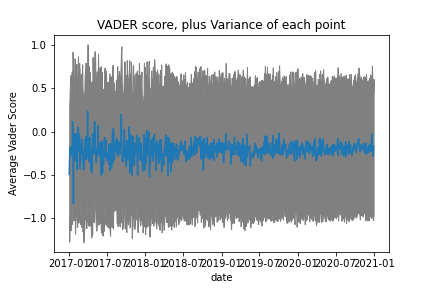 VADER score, plus Variance of each point
1.0
0.5
0.0
−0.5
−1.0
Average Vader Score
2017-01 2017-07 2018-01 2018-07 2019-01 2019-07 2020-01 2020-07 2021-01
date